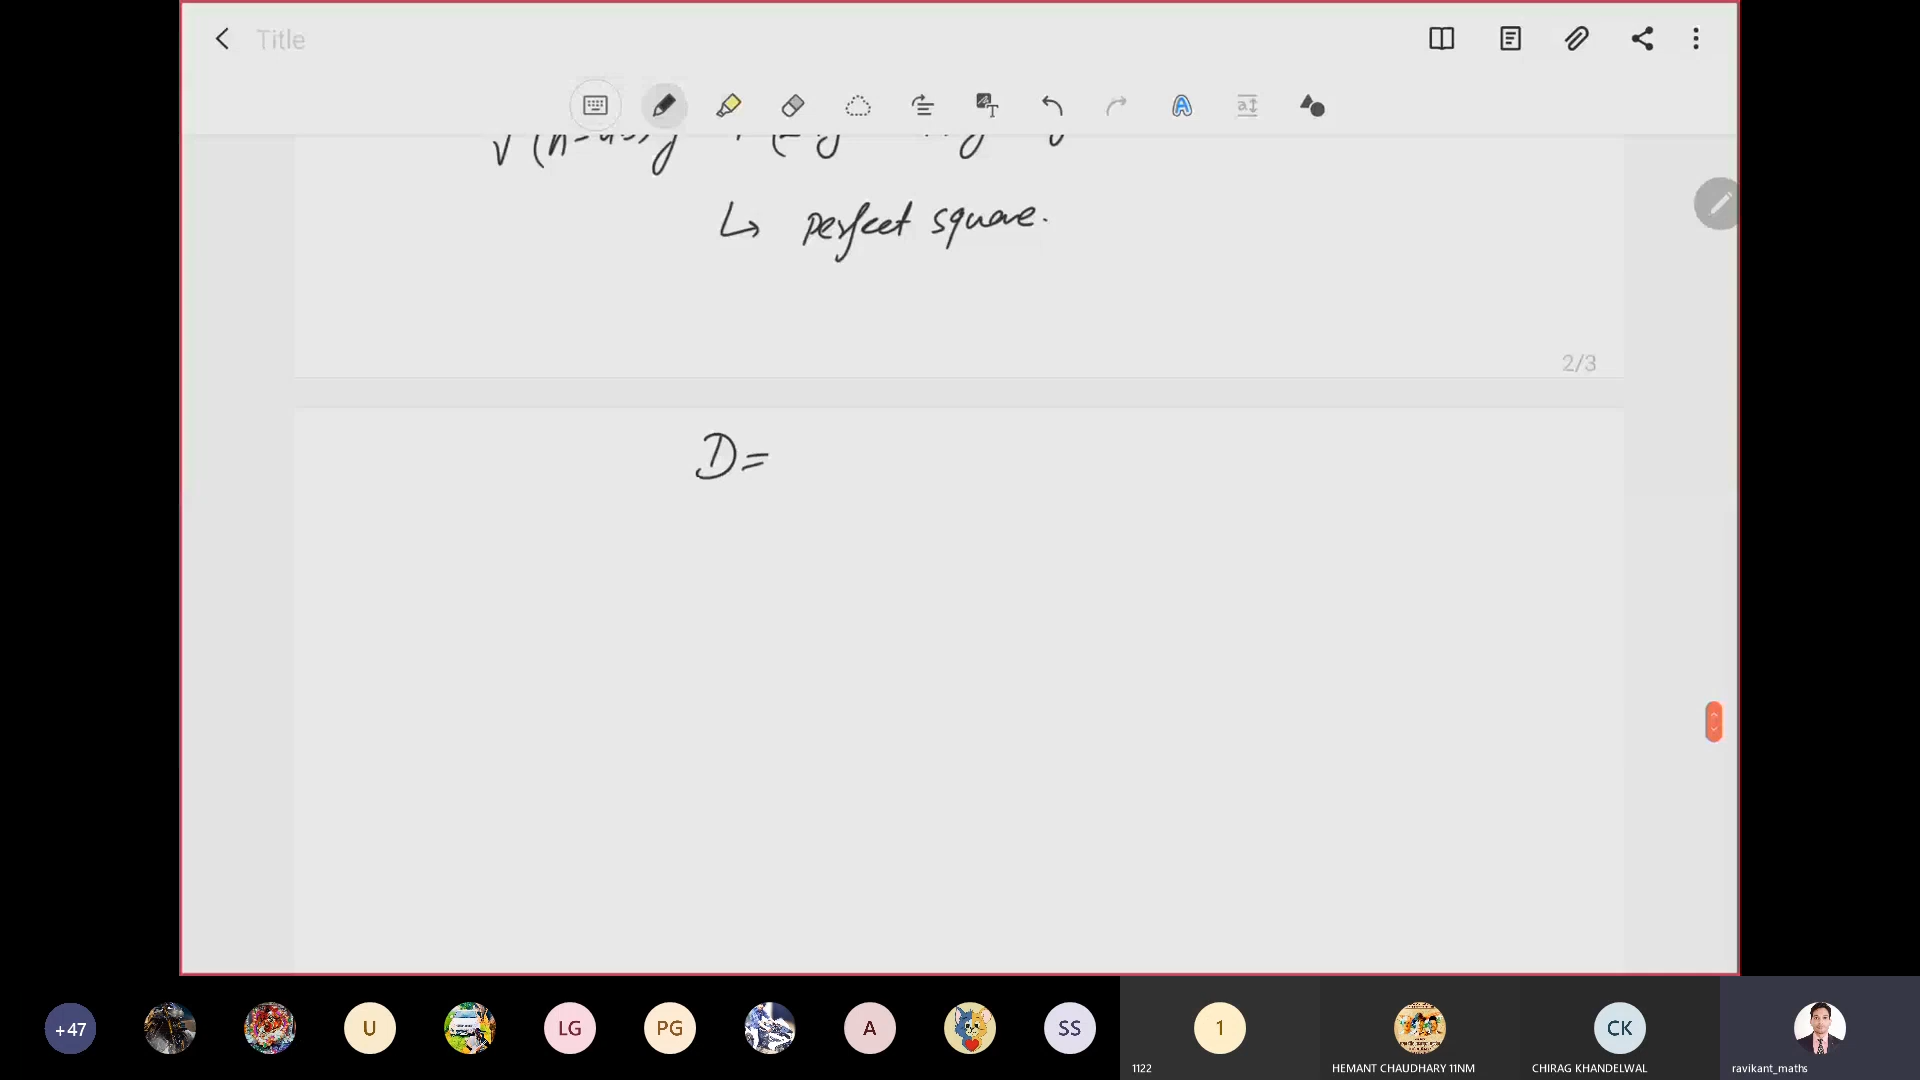 Title
↳ perfect square.
2/3
D=
+47
U
LG
PG
A
SS
1
CK
1122
HEMANT CHAUDHARY 11NM
CHIRAG KHANDELWAL
ravikant_maths